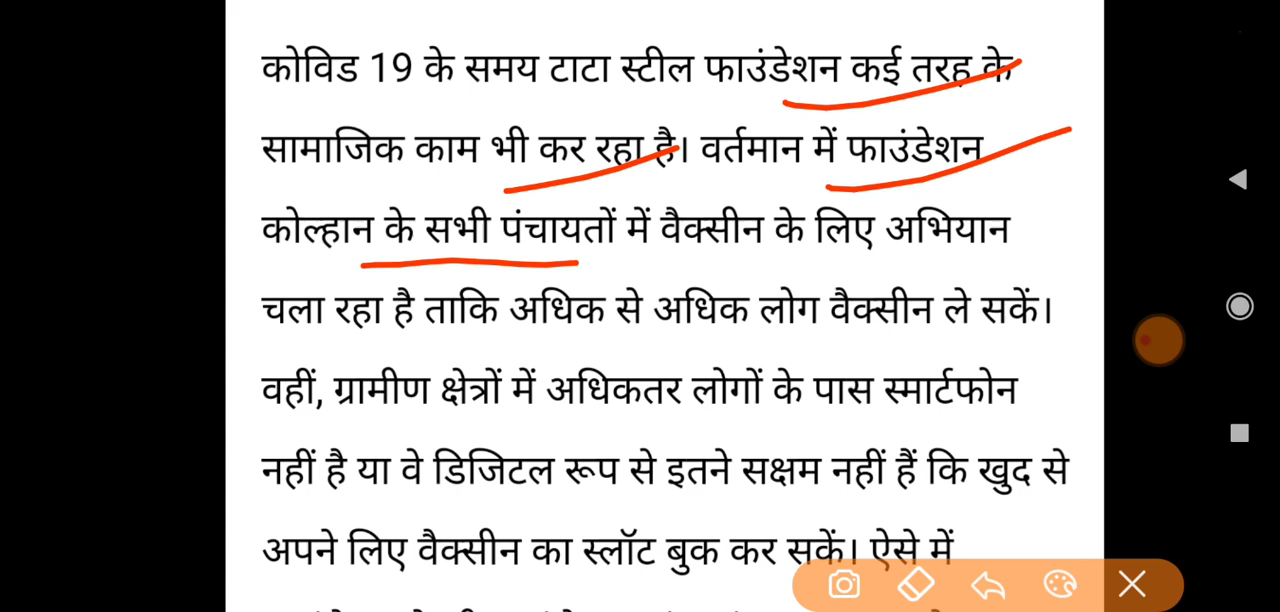 कोविड 19 के समय टाटा स्टील फाउंडेशन कई तरह के
सामाजिक काम भी कर रहा है। वर्तमान में फाउंडेशन
कोल्हान के सभी पंचायतों में वैक्सीन के लिए अभियान
चला रहा है ताकि अधिक से अधिक लोग वैक्सीन ले सकें।
वहीं, ग्रामीण क्षेत्रों में अधिकतर लोगों के पास स्मार्टफोन
नहीं है या वे डिजिटल रूप से इतने सक्षम नहीं हैं कि खुद से
अपने लिए वैक्सीन का स्लॉट बुक कर सकें। ऐसे में